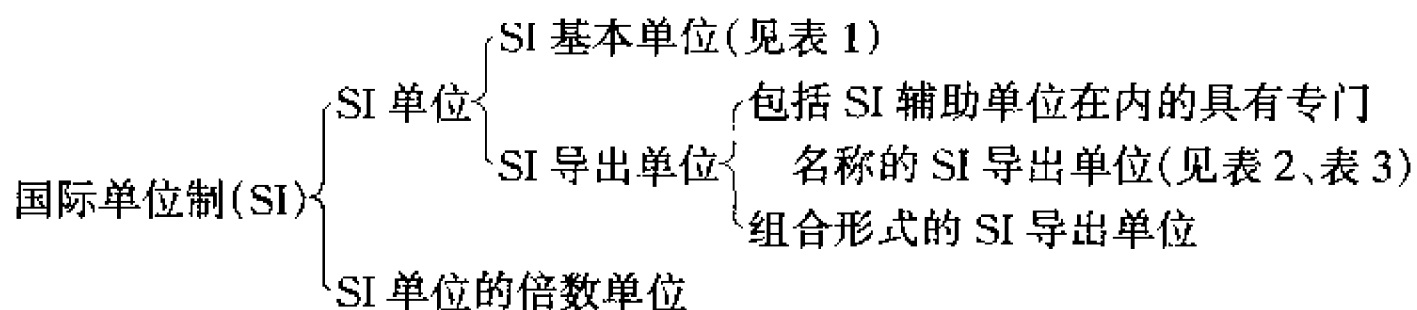 SI 基本单位(见表 1)
SI 单位
包括 SI 辅助单位在内的具有专门
SI 导出单位
名称的 SI 导出单位(见表 2、表 3)
国际单位制(SI)
组合形式的 SI 导出单位
SI 单位的倍数单位